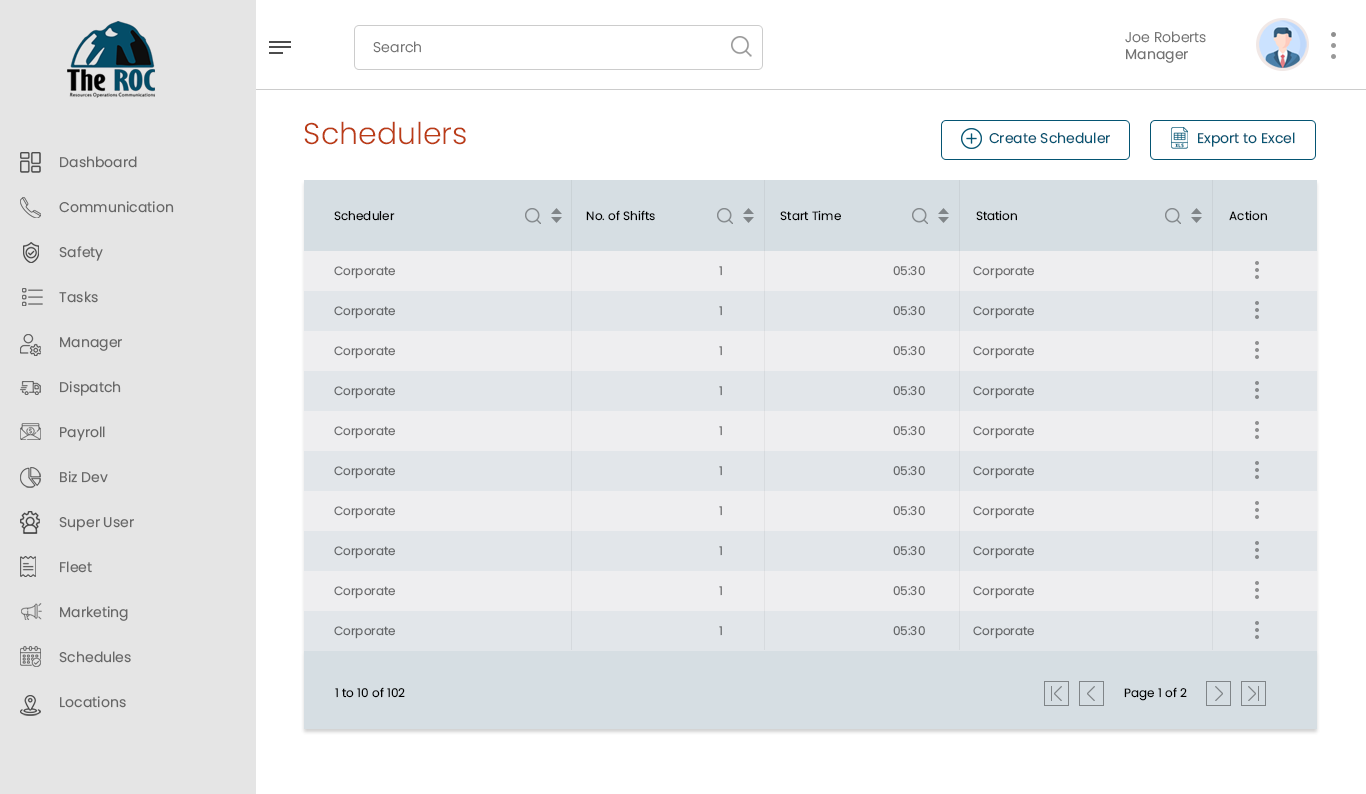 The ROC
Resources Operations Communications
Search
Joe Roberts
Manager
Dashboard
Communication
Safety
Tasks
Manager
Dispatch
Payroll
Biz Dev
Super User
Fleet
Marketing
Schedules
Locations
Schedulers
Create Scheduler
XLS
Export to Excel
Scheduler No. of Shifts Start Time Station Action
Corporate 1 05:30 Corporate
Corporate 1 05:30 Corporate
Corporate 1 05:30 Corporate
Corporate 1 05:30 Corporate
Corporate 1 05:30 Corporate
Corporate 1 05:30 Corporate
Corporate 1 05:30 Corporate
Corporate 1 05:30 Corporate
Corporate 1 05:30 Corporate
Corporate 1 05:30 Corporate
1 to 10 of 102
Page 1 of 2